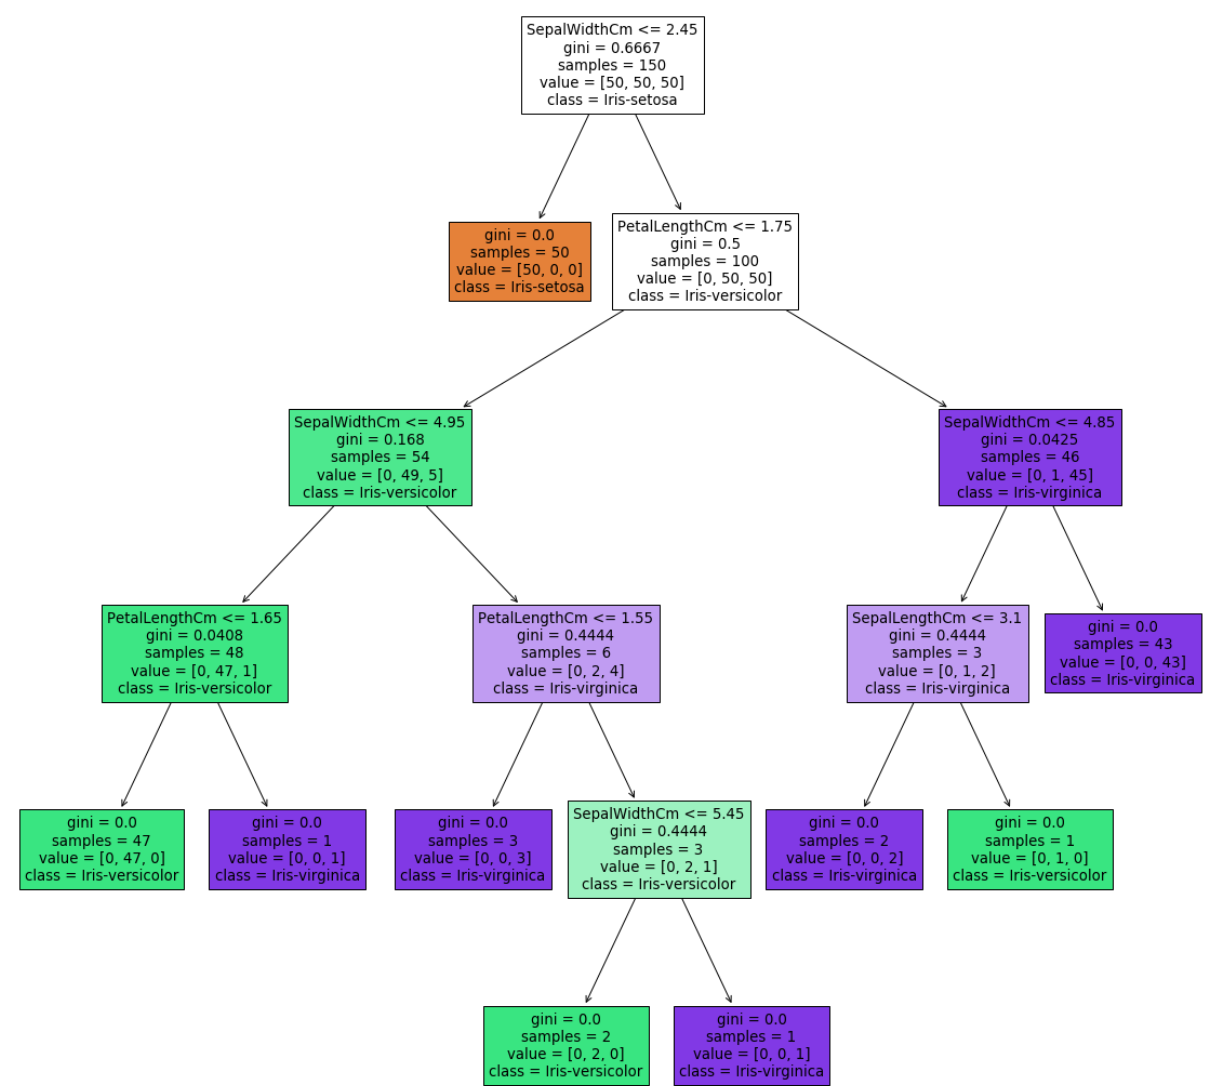 SepalWidthCm <= 2.45
gini = 0.6667
samples = 150
value = [50, 50, 50]
class = Iris-setosa
gini = 0.0
samples = 50
value = [50, 0, 0]
class = Iris-setosa
PetalLengthCm <= 1.75
gini = 0.5
samples = 100
value = [0, 50, 50]
class = Iris-versicolor
SepalWidthCm <= 4.95
gini = 0.168
samples = 54
value = [0, 49, 5]
class = Iris-versicolor
SepalWidthCm <= 4.85
gini = 0.0425
samples = 46
value = [0, 1, 45]
class = Iris-virginica
PetalLengthCm <= 1.65
gini = 0.0408
samples = 48
value = [0, 47, 1]
class = Iris-versicolor
PetalLengthCm <= 1.55
gini = 0.4444
samples = 6
value = [0, 2, 4]
class = Iris-virginica
SepalLengthCm <= 3.1
gini = 0.4444
samples = 3
value = [0, 1, 2]
class = Iris-virginica
gini = 0.0
samples = 43
value = [0, 0, 43]
class = Iris-virginica
gini = 0.0
samples = 47
value = [0, 47, 0]
class = Iris-versicolor
gini = 0.0
samples = 1
value = [0, 0, 1]
class = Iris-virginica
gini = 0.0
samples = 3
value = [0, 0, 3]
class = Iris-virginica
SepalWidthCm <= 5.45
gini = 0.4444
samples = 3
value = [0, 2, 1]
class = Iris-versicolor
gini = 0.0
samples = 2
value = [0, 0, 2]
class = Iris-virginica
gini = 0.0
samples = 1
value = [0, 1, 0]
class = Iris-versicolor
gini = 0.0
samples = 2
value = [0, 2, 0]
class = Iris-versicolor
gini = 0.0
samples = 1
value = [0, 0, 1]
class = Iris-virginica